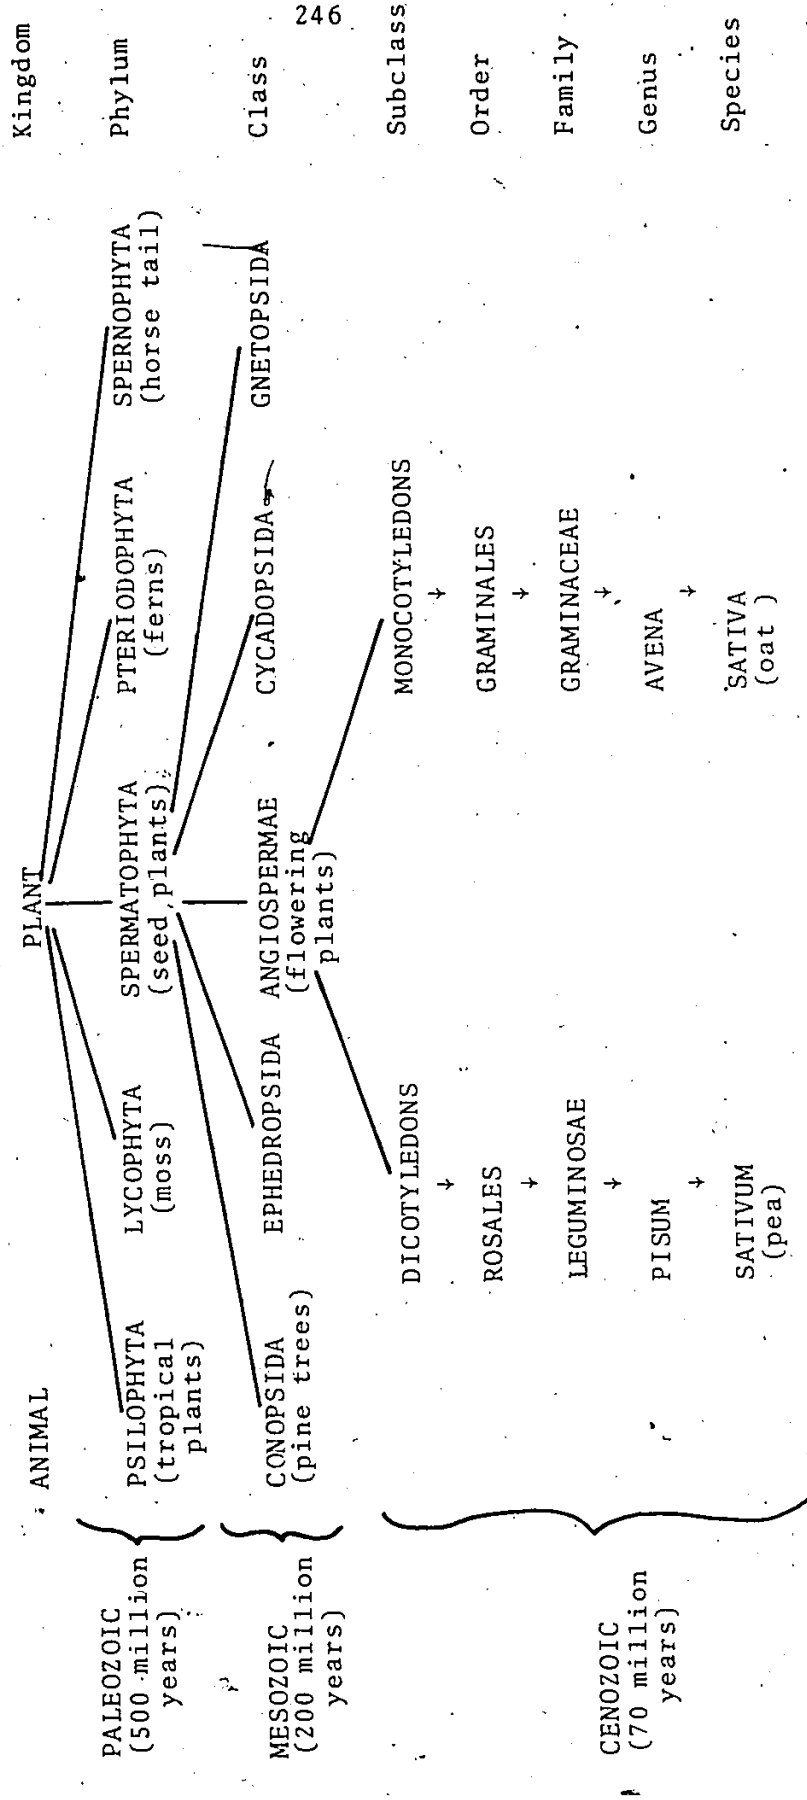 246
ANIMAL
PLANT
Kingdom
PALEOZOIC
(500 million
years)
PSILOPHYTA
(tropical
plants)
LYCOPHYTA
(moss)
SPERMATOPHYTA
(seed plants)
PTERIODOPHYTA
(ferns)
SPERNOPHYTA
(horse tail)
Phylum
MESOZOIC
(200 million
years)
CONOPSIDA
(pine trees)
EPHEDROPSIDA
ANGIOSPERMAE
(flowering
plants)
CYCADOPSIDA
GNETOPSIDA
Class
CENOZOIC
(70 million
years)
DICOTYLEDONS
MONOCOTYLEDONS
Subclass
ROSALES
GRAMINALES
Order
LEGUMINOSAE
GRAMINACEAE
Family
PISUM
AVENA
Genus
SATIVUM
(pea)
SATIVA
(oat )
Species